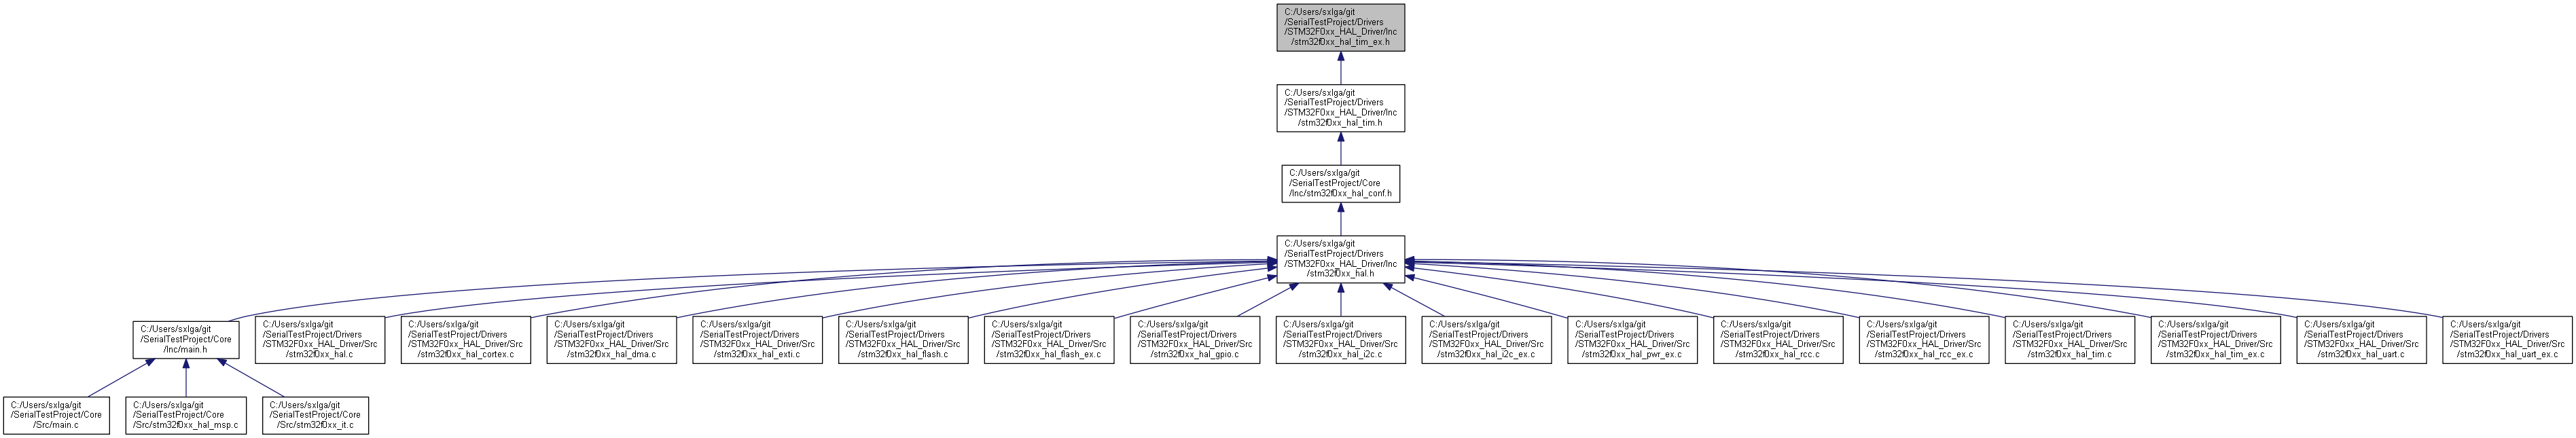 C:/Users/sxlga/git
/SerialTestProject/Drivers
/STM32F0xx_HAL_Driver/Inc
/stm32f0xx_hal_tim_ex.h
C:/Users/sxlga/git
/SerialTestProject/Drivers
/STM32F0xx_HAL_Driver/Inc
/stm32f0xx_hal_tim.h
C:/Users/sxlga/git
/SerialTestProject/Core
/Inc/stm32f0xx_hal_conf.h
C:/Users/sxlga/git
/SerialTestProject/Drivers
/STM32F0xx_HAL_Driver/Inc
/stm32f0xx_hal.h
C:/Users/sxlga/git
/SerialTestProject/Core
/Inc/main.h
C:/Users/sxlga/git
/SerialTestProject/Drivers
/STM32F0xx_HAL_Driver/Src
/stm32f0xx_hal.c
C:/Users/sxlga/git
/SerialTestProject/Drivers
/STM32F0xx_HAL_Driver/Src
/stm32f0xx_hal_cortex.c
C:/Users/sxlga/git
/SerialTestProject/Drivers
/STM32F0xx_HAL_Driver/Src
/stm32f0xx_hal_dma.c
C:/Users/sxlga/git
/SerialTestProject/Drivers
/STM32F0xx_HAL_Driver/Src
/stm32f0xx_hal_exti.c
C:/Users/sxlga/git
/SerialTestProject/Drivers
/STM32F0xx_HAL_Driver/Src
/stm32f0xx_hal_flash.c
C:/Users/sxlga/git
/SerialTestProject/Drivers
/STM32F0xx_HAL_Driver/Src
/stm32f0xx_hal_flash_ex.c
C:/Users/sxlga/git
/SerialTestProject/Drivers
/STM32F0xx_HAL_Driver/Src
/stm32f0xx_hal_gpio.c
C:/Users/sxlga/git
/SerialTestProject/Drivers
/STM32F0xx_HAL_Driver/Src
/stm32f0xx_hal_i2c.c
C:/Users/sxlga/git
/SerialTestProject/Drivers
/STM32F0xx_HAL_Driver/Src
/stm32f0xx_hal_i2c_ex.c
C:/Users/sxlga/git
/SerialTestProject/Drivers
/STM32F0xx_HAL_Driver/Src
/stm32f0xx_hal_pwr_ex.c
C:/Users/sxlga/git
/SerialTestProject/Drivers
/STM32F0xx_HAL_Driver/Src
/stm32f0xx_hal_rcc.c
C:/Users/sxlga/git
/SerialTestProject/Drivers
/STM32F0xx_HAL_Driver/Src
/stm32f0xx_hal_rcc_ex.c
C:/Users/sxlga/git
/SerialTestProject/Drivers
/STM32F0xx_HAL_Driver/Src
/stm32f0xx_hal_tim.c
C:/Users/sxlga/git
/SerialTestProject/Drivers
/STM32F0xx_HAL_Driver/Src
/stm32f0xx_hal_tim_ex.c
C:/Users/sxlga/git
/SerialTestProject/Drivers
/STM32F0xx_HAL_Driver/Src
/stm32f0xx_hal_uart.c
C:/Users/sxlga/git
/SerialTestProject/Drivers
/STM32F0xx_HAL_Driver/Src
/stm32f0xx_hal_uart_ex.c
C:/Users/sxlga/git
/SerialTestProject/Core
/Src/main.c
C:/Users/sxlga/git
/SerialTestProject/Core
/Src/stm32f0xx_hal_msp.c
C:/Users/sxlga/git
/SerialTestProject/Core
/Src/stm32f0xx_it.c